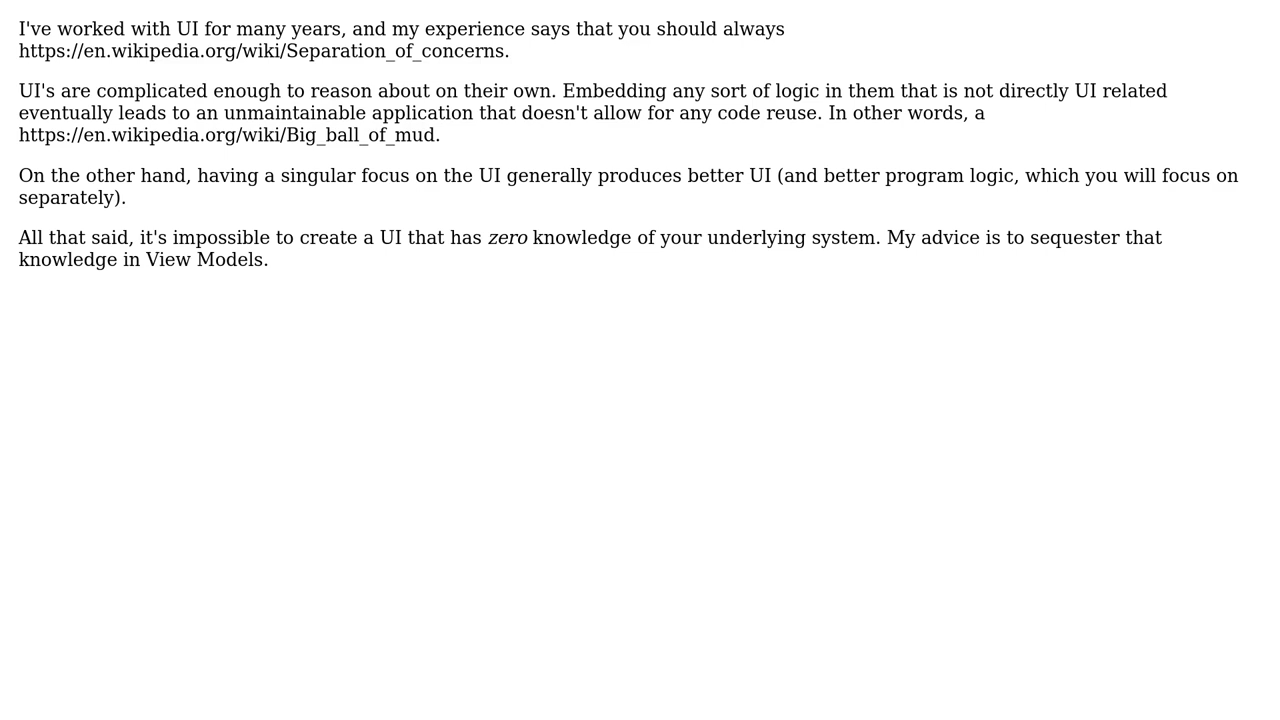 I've worked with UI for many years, and my experience says that you should always
https://en.wikipedia.org/wiki/Separation_of_concerns.
UI's are complicated enough to reason about on their own. Embedding any sort of logic in them that is not directly UI related
eventually leads to an unmaintainable application that doesn't allow for any code reuse. In other words, a
https://en.wikipedia.org/wiki/Big_ball_of_mud.
On the other hand, having a singular focus on the UI generally produces better UI (and better program logic, which you will focus on
separately).
All that said, it's impossible to create a UI that has zero knowledge of your underlying system. My advice is to sequester that
knowledge in View Models.